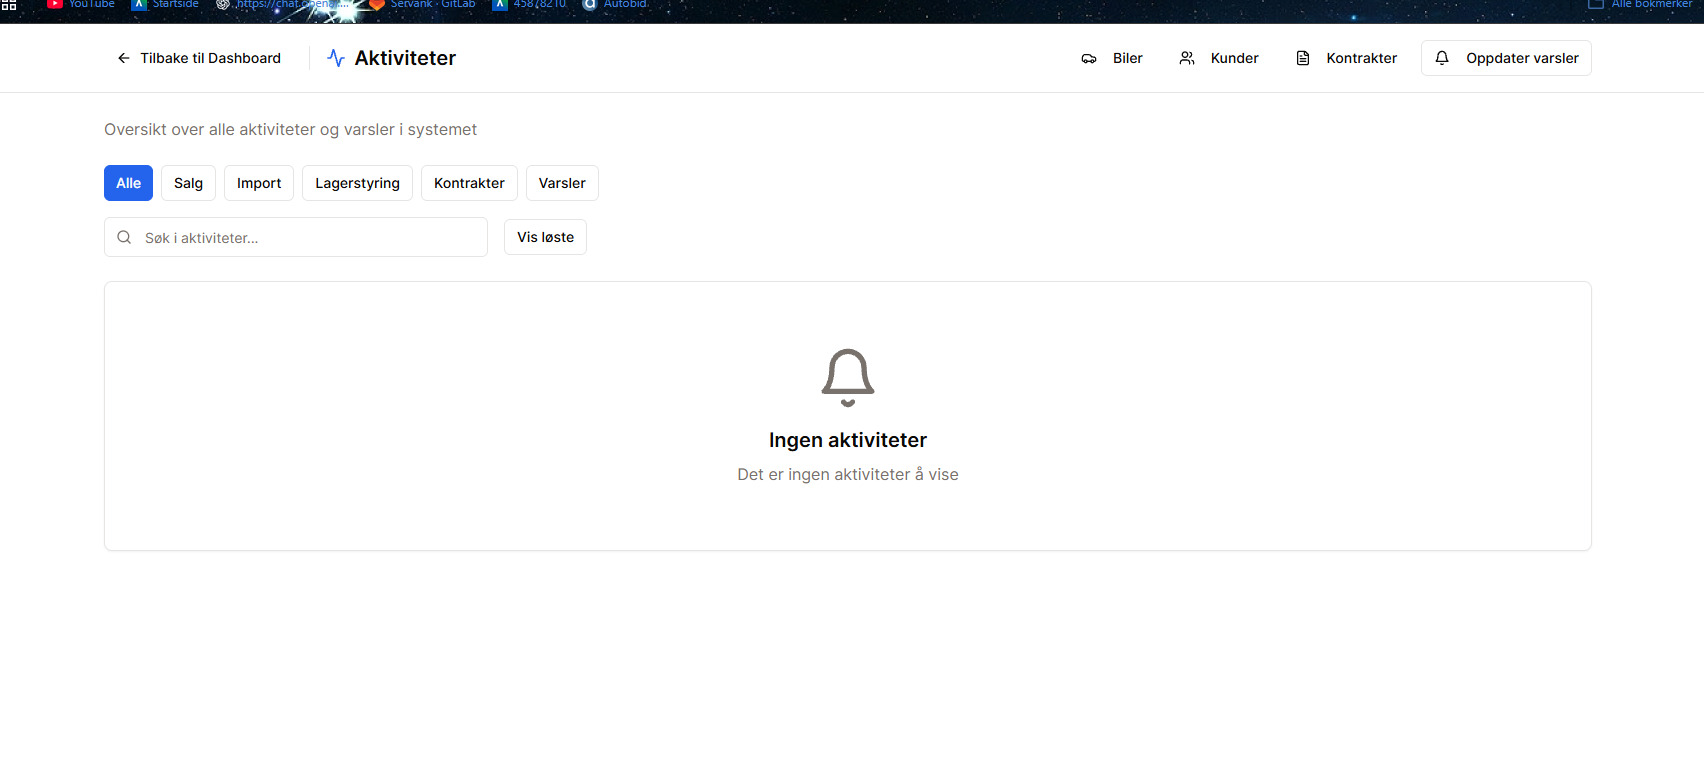 YouTube Startside https://chat.openai.... Servank · GitLab 45878210 Autobid Alle bokmerker
Tilbake til Dashboard Aktiviteter Biler Kunder Kontrakter Oppdater varsler
Oversikt over alle aktiviteter og varsler i systemet
Alle Salg Import Lagerstyring Kontrakter Varsler
Søk i aktiviteter... Vis løste
Ingen aktiviteter
Det er ingen aktiviteter å vise